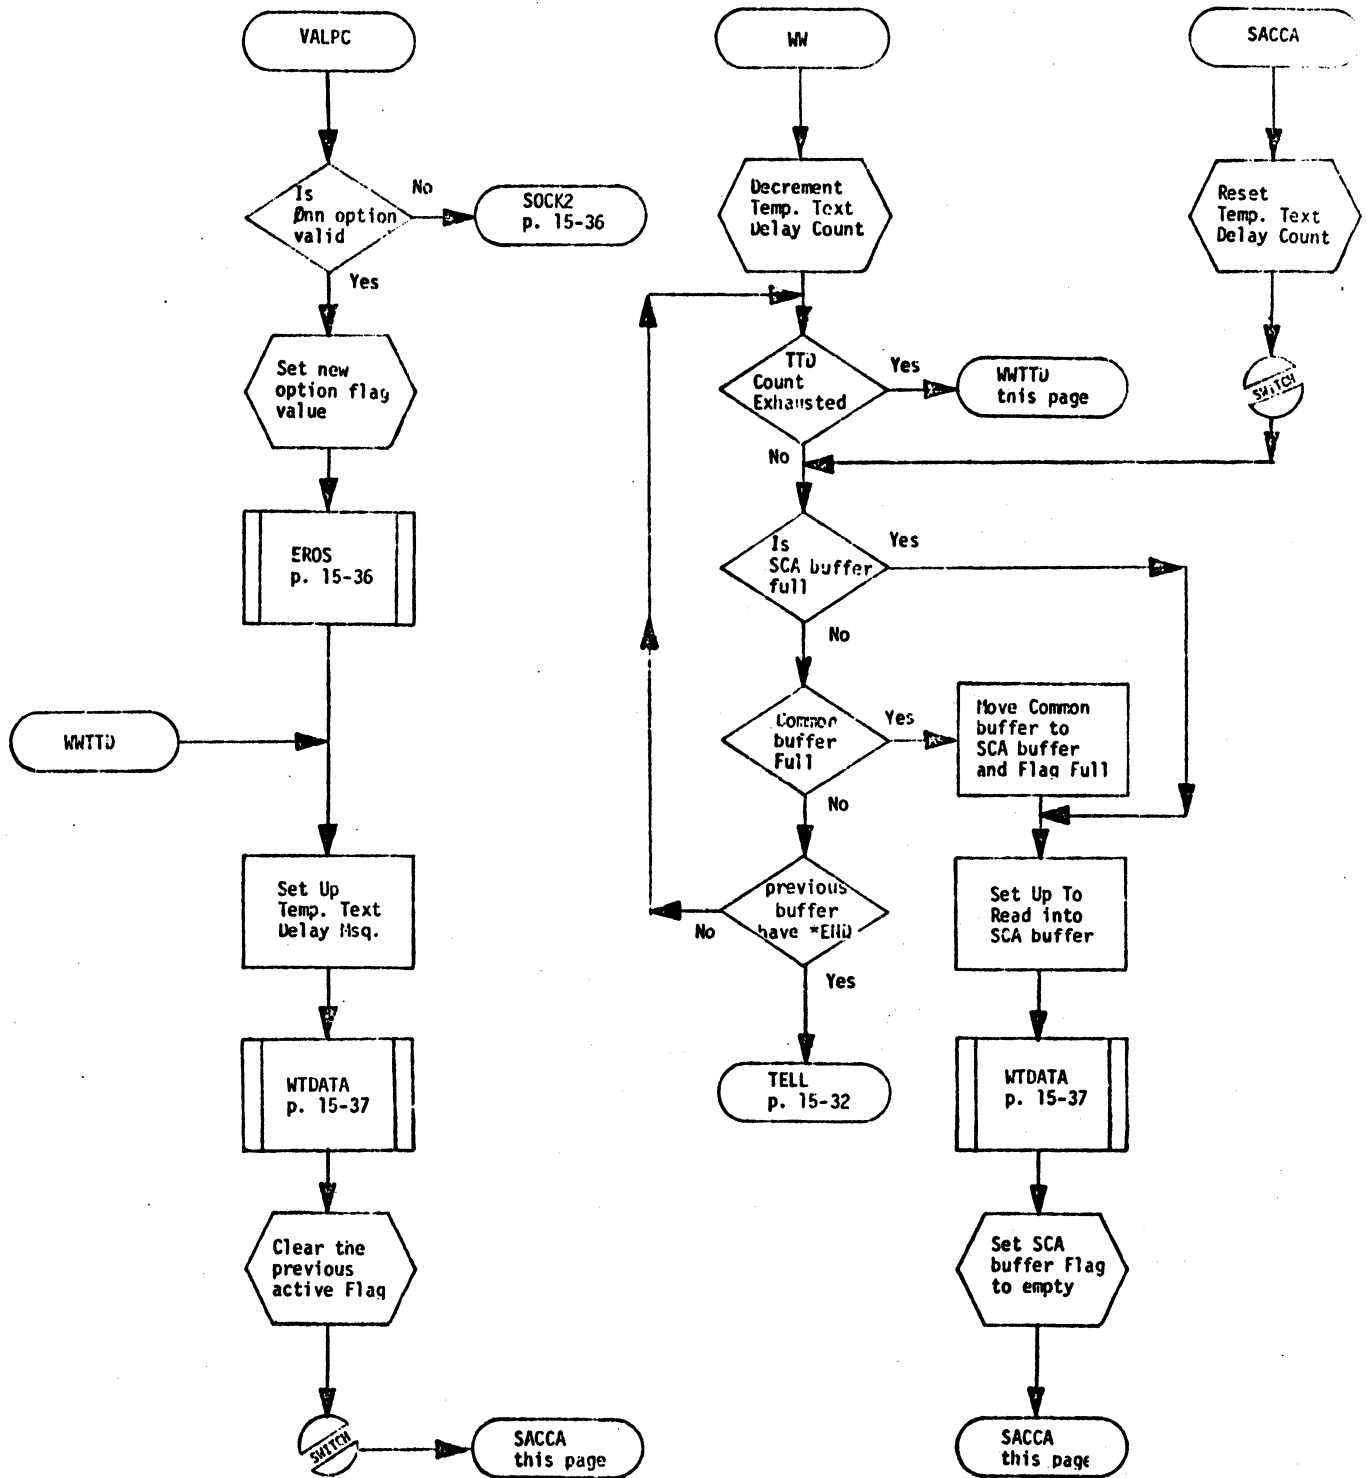 VALPC
Is
Ønn option
valid
No
SOCK2
p. 15-36
Yes
Set new
option flag
value
EROS
p. 15-36
WWTTD
Set Up
Temp. Text
Delay Msg.
WTDATA
p. 15-37
Clear the
previous
active Flag
SWITCH
SACCA
this page
WW
Decrement
Temp. Text
Delay Count
TTD
Count
Exhausted
Yes
WWTTD
this page
No
Is
SCA buffer
full
Yes
No
Common
buffer
Full
Yes
Move Common
buffer to
SCA buffer
and Flag Full
No
previous
buffer
have *END
No
Yes
TELL
p. 15-32
SACCA
Reset
Temp. Text
Delay Count
SWITCH
Set Up To
Read into
SCA buffer
WTDATA
p. 15-37
Set SCA
buffer Flag
to empty
SACCA
this page